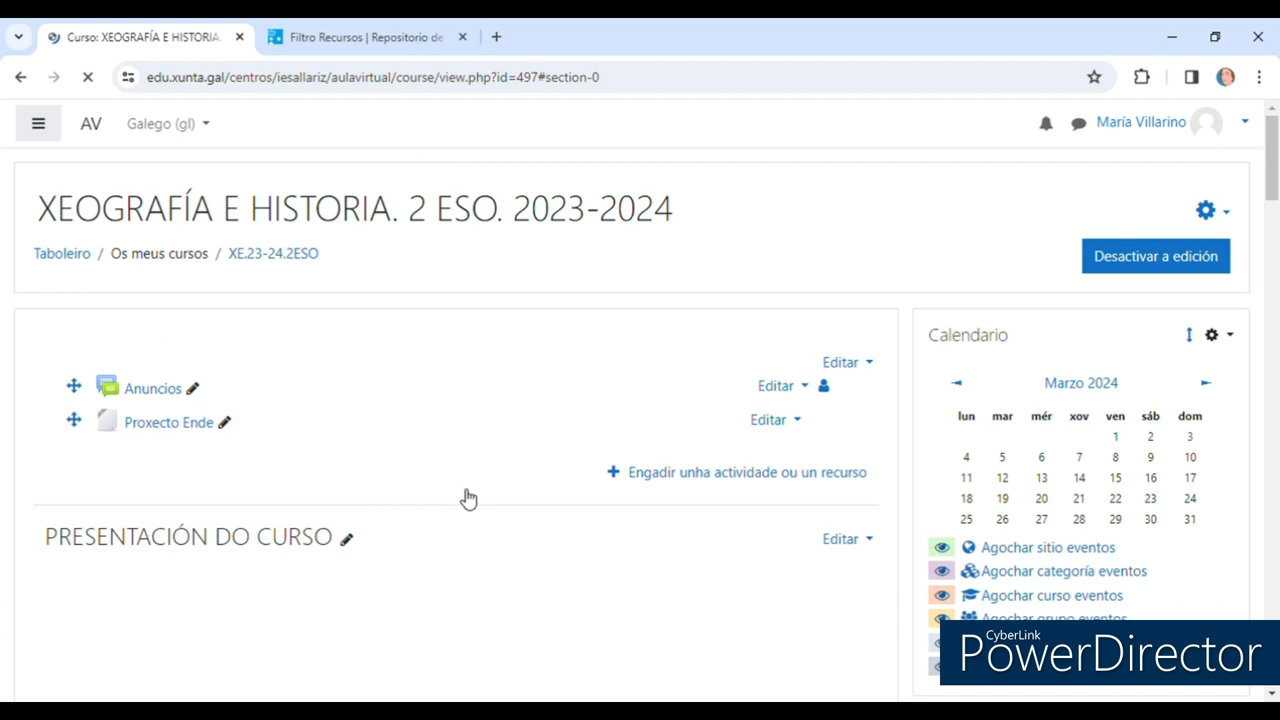 Curso: XEOGRAFÍA E HISTORIA.
Filtro Recursos | Repositorio de
edu.xunta.gal/centros/iesallariz/aulavirtual/course/view.php?id=497#section-0
AV
Galego (gl)
María Villarino
XEOGRAFÍA E HISTORIA. 2 ESO. 2023-2024
Taboleiro / Os meus cursos / XE.23-24.2ESO
Desactivar a edición
Editar
Anuncios
Editar
Proxecto Ende
Editar
Engadir unha actividade ou un recurso
PRESENTACIÓN DO CURSO
Editar
Calendario
Marzo 2024
lun mar mér xov ven sáb dom
1 2 3
4 5 6 7 8 9 10
11 12 13 14 15 16 17
18 19 20 21 22 23 24
25 26 27 28 29 30 31
Agochar sitio eventos
Agochar categoría eventos
Agochar curso eventos
Agochar grupo eventos
CyberLink
PowerDirector